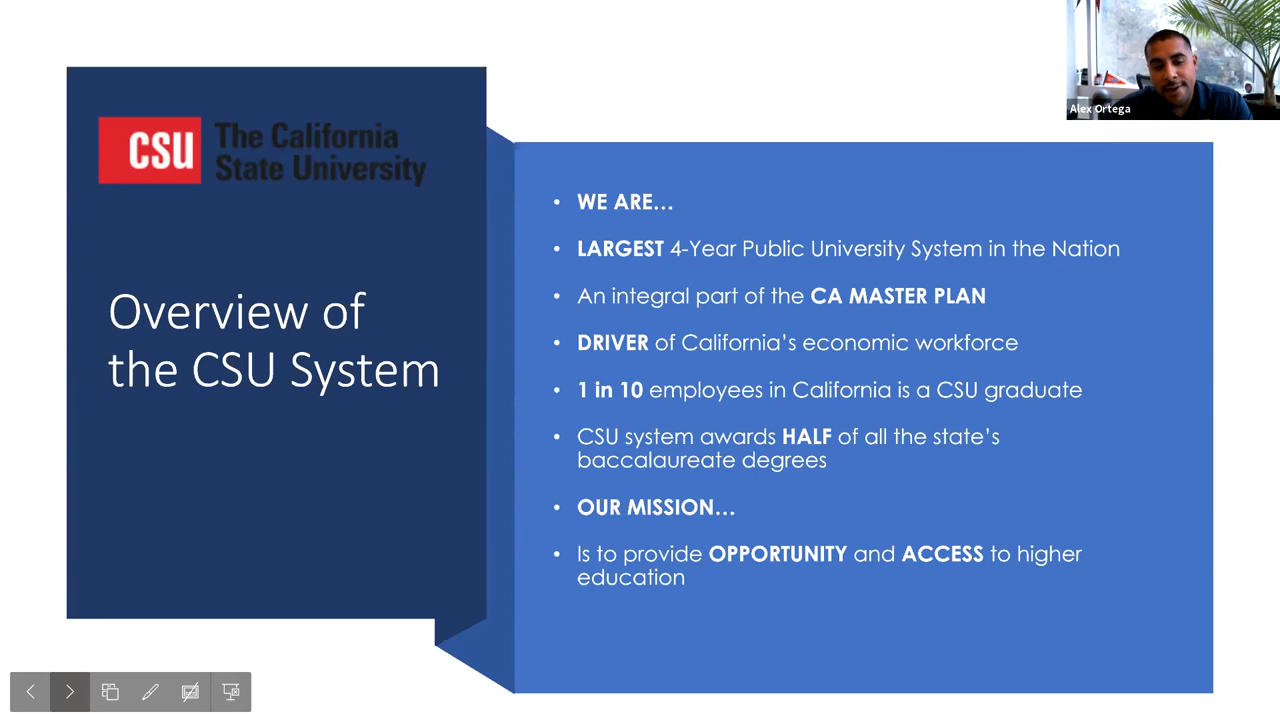 Alex Ortega
CSU
The California
State University
Overview of
the CSU System
• WE ARE…
• LARGEST 4-Year Public University System in the Nation
• An integral part of the CA MASTER PLAN
• DRIVER of California’s economic workforce
• 1 in 10 employees in California is a CSU graduate
• CSU system awards HALF of all the state’s
baccalaureate degrees
• OUR MISSION…
• Is to provide OPPORTUNITY and ACCESS to higher
education